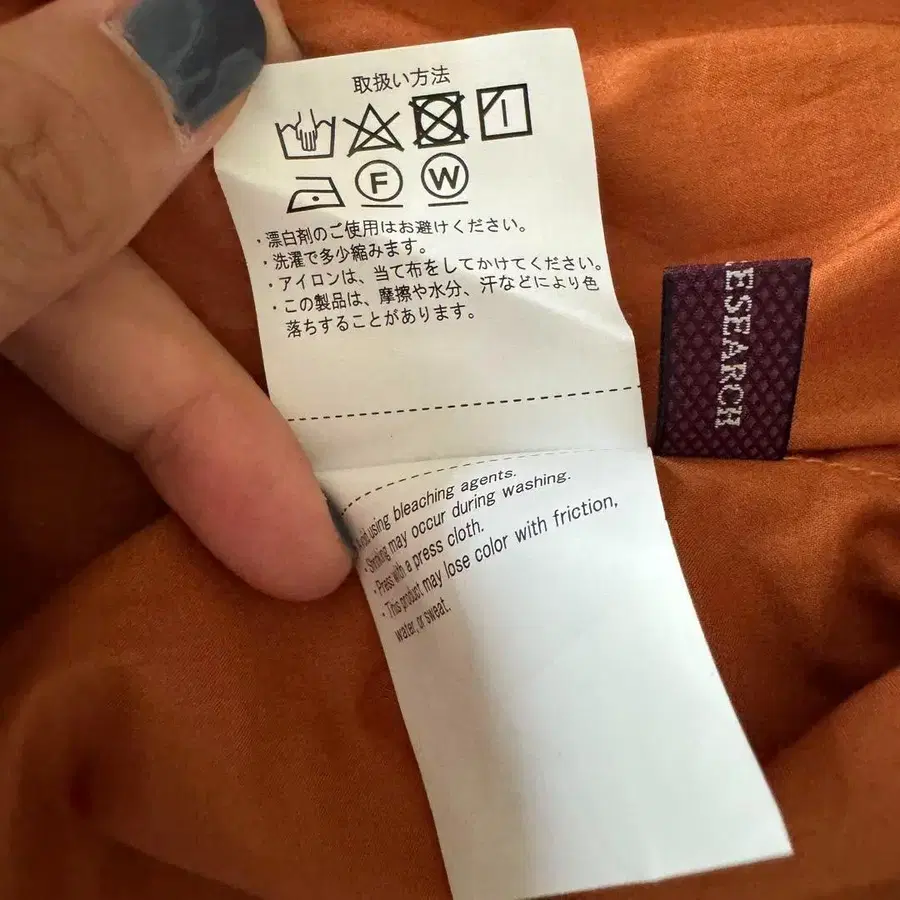 取扱い方法
F W
・漂白剤のご使用はお避けください。
・洗濯で多少縮みます。
・アイロンは、当て布をしてかけてください。
・この製品は、摩擦や水分、汗などにより色
落ちすることがあります。
ESEARCH
using bleaching agents.
・Shrinking may occur during washing.
・Press with a press cloth.
・This product may lose color with friction,
water, or sweat.